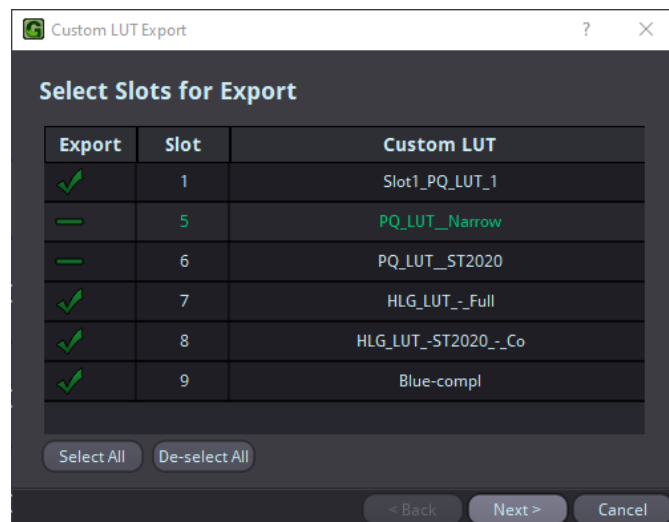 Custom LUT Export ?
Select Slots for Export
Export Slot Custom LUT
1 Slot1_PQ_LUT_1
5 PQ_LUT__Narrow
6 PQ_LUT__ST2020
7 HLG_LUT_-_Full
8 HLG_LUT_-ST2020_-_Co
9 Blue-compl
Select All De-select All
< Back Next > Cancel